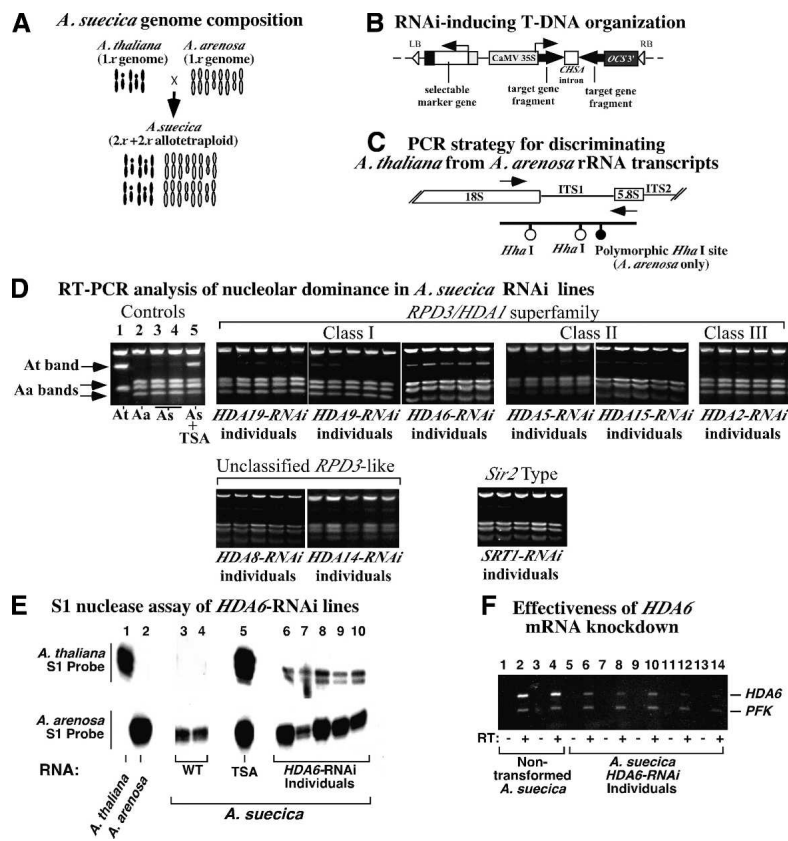 A A. suecica genome composition
A. thaliana
(1.r genome)
A. arenosa
(1.r genome)
x
A. suecica
(2.r + 2.r allotetraploid)
B RNAi-inducing T-DNA organization
LB
CaMV 35S
CHSA
intron
OCS 3'
RB
selectable
marker gene
target gene
fragment
target gene
fragment
C PCR strategy for discriminating
A. thaliana from A. arenosa rRNA transcripts
18S
ITS1
5.8S
ITS2
Hha I
Hha I
Polymorphic Hha I site
(A. arenosa only)
D RT-PCR analysis of nucleolar dominance in A. suecica RNAi lines
Controls
RPD3/HDA1 superfamily
1 2 3 4 5
Class I
Class II
Class III
At band
Aa bands
At Aa As As
+
TSA
HDA19-RNAi
individuals
HDA9-RNAi
individuals
HDA6-RNAi
individuals
HDA5-RNAi
individuals
HDA15-RNAi
individuals
HDA2-RNAi
individuals
Unclassified RPD3-like
Sir2 Type
HDA8-RNAi
individuals
HDA14-RNAi
individuals
SRT1-RNAi
individuals
E S1 nuclease assay of HDA6-RNAi lines
1 2 3 4 5 6 7 8 9 10
A. thaliana
S1 Probe
A. arenosa
S1 Probe
RNA:
A. thaliana
A. arenosa
WT
TSA
HDA6-RNAi
Individuals
A. suecica
F Effectiveness of HDA6
mRNA knockdown
1 2 3 4 5 6 7 8 9 10 11 12 13 14
HDA6
PFK
RT: - + - + - + - + - + - + - +
Non-
transformed
A. suecica
A. suecica
HDA6-RNAi
Individuals